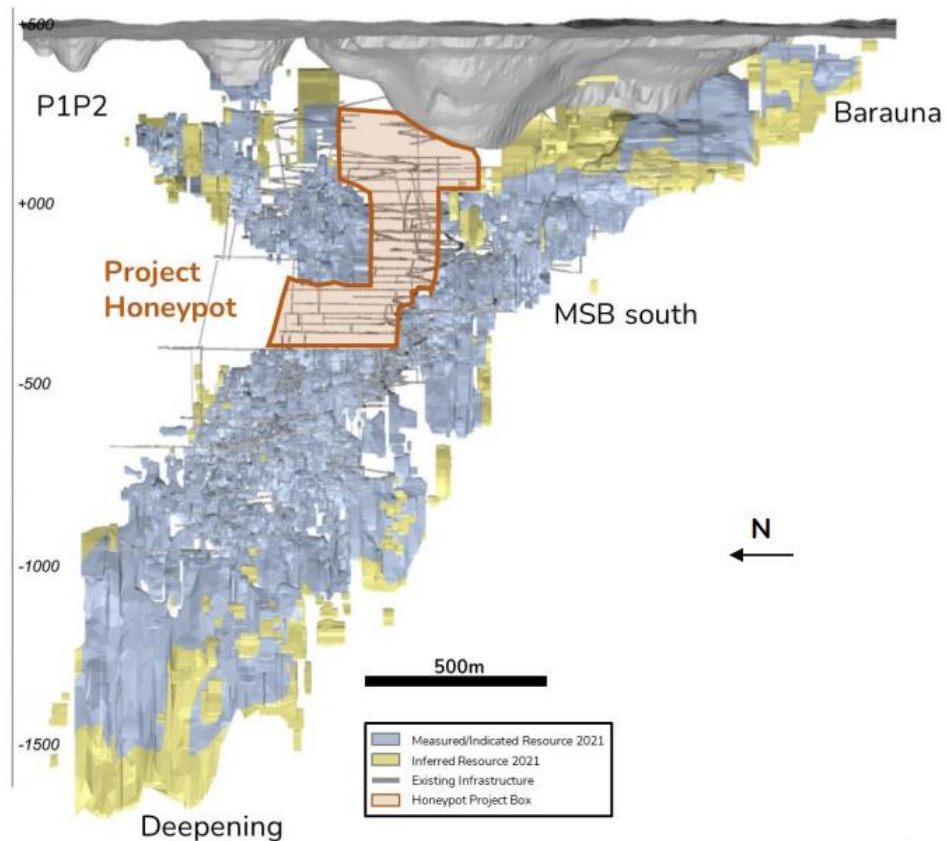 +500
P1P2
Barauna
+000
Project
Honeypot
MSB south
-500
N
-1000
500m
-1500
Measured/Indicated Resource 2021
Inferred Resource 2021
Existing Infrastructure
Honeypot Project Box
Deepening